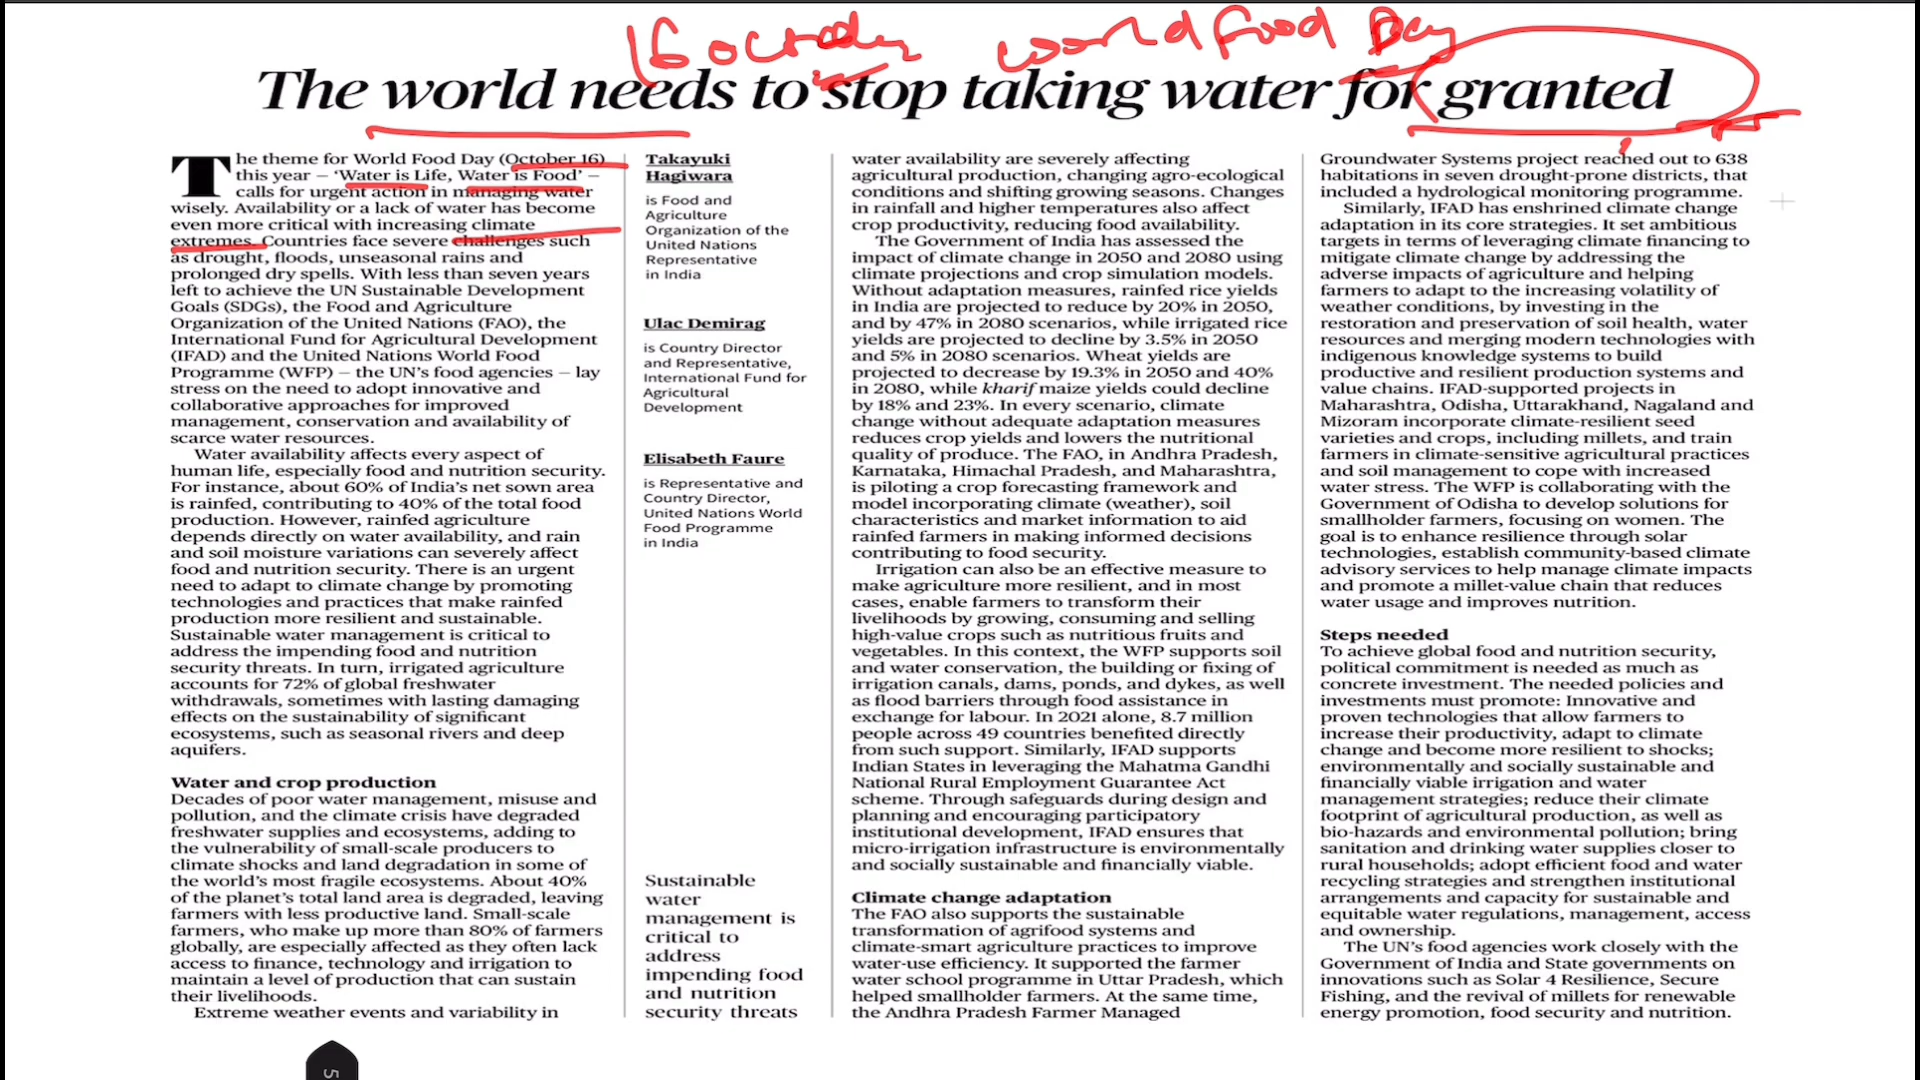 16 October World Food Day
The world needs to stop taking water for granted
The theme for World Food Day (October 16)
this year – ‘Water is Life, Water is Food’ –
calls for urgent action in managing water
wisely. Availability or a lack of water has become
even more critical with increasing climate
extremes. Countries face severe challenges such
as drought, floods, unseasonal rains and
prolonged dry spells. With less than seven years
left to achieve the UN Sustainable Development
Goals (SDGs), the Food and Agriculture
Organization of the United Nations (FAO), the
International Fund for Agricultural Development
(IFAD) and the United Nations World Food
Programme (WFP) – the UN’s food agencies – lay
stress on the need to adopt innovative and
collaborative approaches for improved
management, conservation and availability of
scarce water resources.
Water availability affects every aspect of
human life, especially food and nutrition security.
For instance, about 60% of India’s net sown area
is rainfed, contributing to 40% of the total food
production. However, rainfed agriculture
depends directly on water availability, and rain
and soil moisture variations can severely affect
food and nutrition security. There is an urgent
need to adapt to climate change by promoting
technologies and practices that make rainfed
production more resilient and sustainable.
Sustainable water management is critical to
address the impending food and nutrition
security threats. In turn, irrigated agriculture
accounts for 72% of global freshwater
withdrawals, sometimes with lasting damaging
effects on the sustainability of significant
ecosystems, such as seasonal rivers and deep
aquifers.
Water and crop production
Decades of poor water management, misuse and
pollution, and the climate crisis have degraded
freshwater supplies and ecosystems, adding to
the vulnerability of small-scale producers to
climate shocks and land degradation in some of
the world’s most fragile ecosystems. About 40%
of the planet’s total land area is degraded, leaving
farmers with less productive land. Small-scale
farmers, who make up more than 80% of farmers
globally, are especially affected as they often lack
access to finance, technology and irrigation to
maintain a level of production that can sustain
their livelihoods.
Extreme weather events and variability in
Takayuki
Hagiwara
is Food and
Agriculture
Organization of the
United Nations
Representative
in India
Ulac Demirag
is Country Director
and Representative,
International Fund for
Agricultural
Development
Elisabeth Faure
is Representative and
Country Director,
United Nations World
Food Programme
in India
Sustainable
water
management is
critical to
address
impending food
and nutrition
security threats
water availability are severely affecting
agricultural production, changing agro-ecological
conditions and shifting growing seasons. Changes
in rainfall and higher temperatures also affect
crop productivity, reducing food availability.
The Government of India has assessed the
impact of climate change in 2050 and 2080 using
climate projections and crop simulation models.
Without adaptation measures, rainfed rice yields
in India are projected to reduce by 20% in 2050,
and by 47% in 2080 scenarios, while irrigated rice
yields are projected to decline by 3.5% in 2050
and 5% in 2080 scenarios. Wheat yields are
projected to decrease by 19.3% in 2050 and 40%
in 2080, while kharif maize yields could decline
by 18% and 23%. In every scenario, climate
change without adequate adaptation measures
reduces crop yields and lowers the nutritional
quality of produce. The FAO, in Andhra Pradesh,
Karnataka, Himachal Pradesh, and Maharashtra,
is piloting a crop forecasting framework and
model incorporating climate (weather), soil
characteristics and market information to aid
rainfed farmers in making informed decisions
contributing to food security.
Irrigation can also be an effective measure to
make agriculture more resilient, and in most
cases, enable farmers to transform their
livelihoods by growing, consuming and selling
high-value crops such as nutritious fruits and
vegetables. In this context, the WFP supports soil
and water conservation, the building or fixing of
irrigation canals, dams, ponds, and dykes, as well
as flood barriers through food assistance in
exchange for labour. In 2021 alone, 8.7 million
people across 49 countries benefited directly
from such support. Similarly, IFAD supports
Indian States in leveraging the Mahatma Gandhi
National Rural Employment Guarantee Act
scheme. Through safeguards during design and
planning and encouraging participatory
institutional development, IFAD ensures that
micro-irrigation infrastructure is environmentally
and socially sustainable and financially viable.
Climate change adaptation
The FAO also supports the sustainable
transformation of agrifood systems and
climate-smart agriculture practices to improve
water-use efficiency. It supported the farmer
water school programme in Uttar Pradesh, which
helped smallholder farmers. At the same time,
the Andhra Pradesh Farmer Managed
Groundwater Systems project reached out to 638
habitations in seven drought-prone districts, that
included a hydrological monitoring programme.
Similarly, IFAD has enshrined climate change
adaptation in its core strategies. It set ambitious
targets in terms of leveraging climate financing to
mitigate climate change by addressing the
adverse impacts of agriculture and helping
farmers to adapt to the increasing volatility of
weather conditions, by investing in the
restoration and preservation of soil health, water
resources and merging modern technologies with
indigenous knowledge systems to build
productive and resilient production systems and
value chains. IFAD-supported projects in
Maharashtra, Odisha, Uttarakhand, Nagaland and
Mizoram incorporate climate-resilient seed
varieties and crops, including millets, and train
farmers in climate-sensitive agricultural practices
and soil management to cope with increased
water stress. The WFP is collaborating with the
Government of Odisha to develop solutions for
smallholder farmers, focusing on women. The
goal is to enhance resilience through solar
technologies, establish community-based climate
advisory services to help manage climate impacts
and promote a millet-value chain that reduces
water usage and improves nutrition.
Steps needed
To achieve global food and nutrition security,
political commitment is needed as much as
concrete investment. The needed policies and
investments must promote: Innovative and
proven technologies that allow farmers to
increase their productivity, adapt to climate
change and become more resilient to shocks;
environmentally and socially sustainable and
financially viable irrigation and water
management strategies; reduce their climate
footprint of agricultural production, as well as
bio-hazards and environmental pollution; bring
sanitation and drinking water supplies closer to
rural households; adopt efficient food and water
recycling strategies and strengthen institutional
arrangements and capacity for sustainable and
equitable water regulations, management, access
and ownership.
The UN’s food agencies work closely with the
Government of India and State governments on
innovations such as Solar 4 Resilience, Secure
Fishing, and the revival of millets for renewable
energy promotion, food security and nutrition.
5